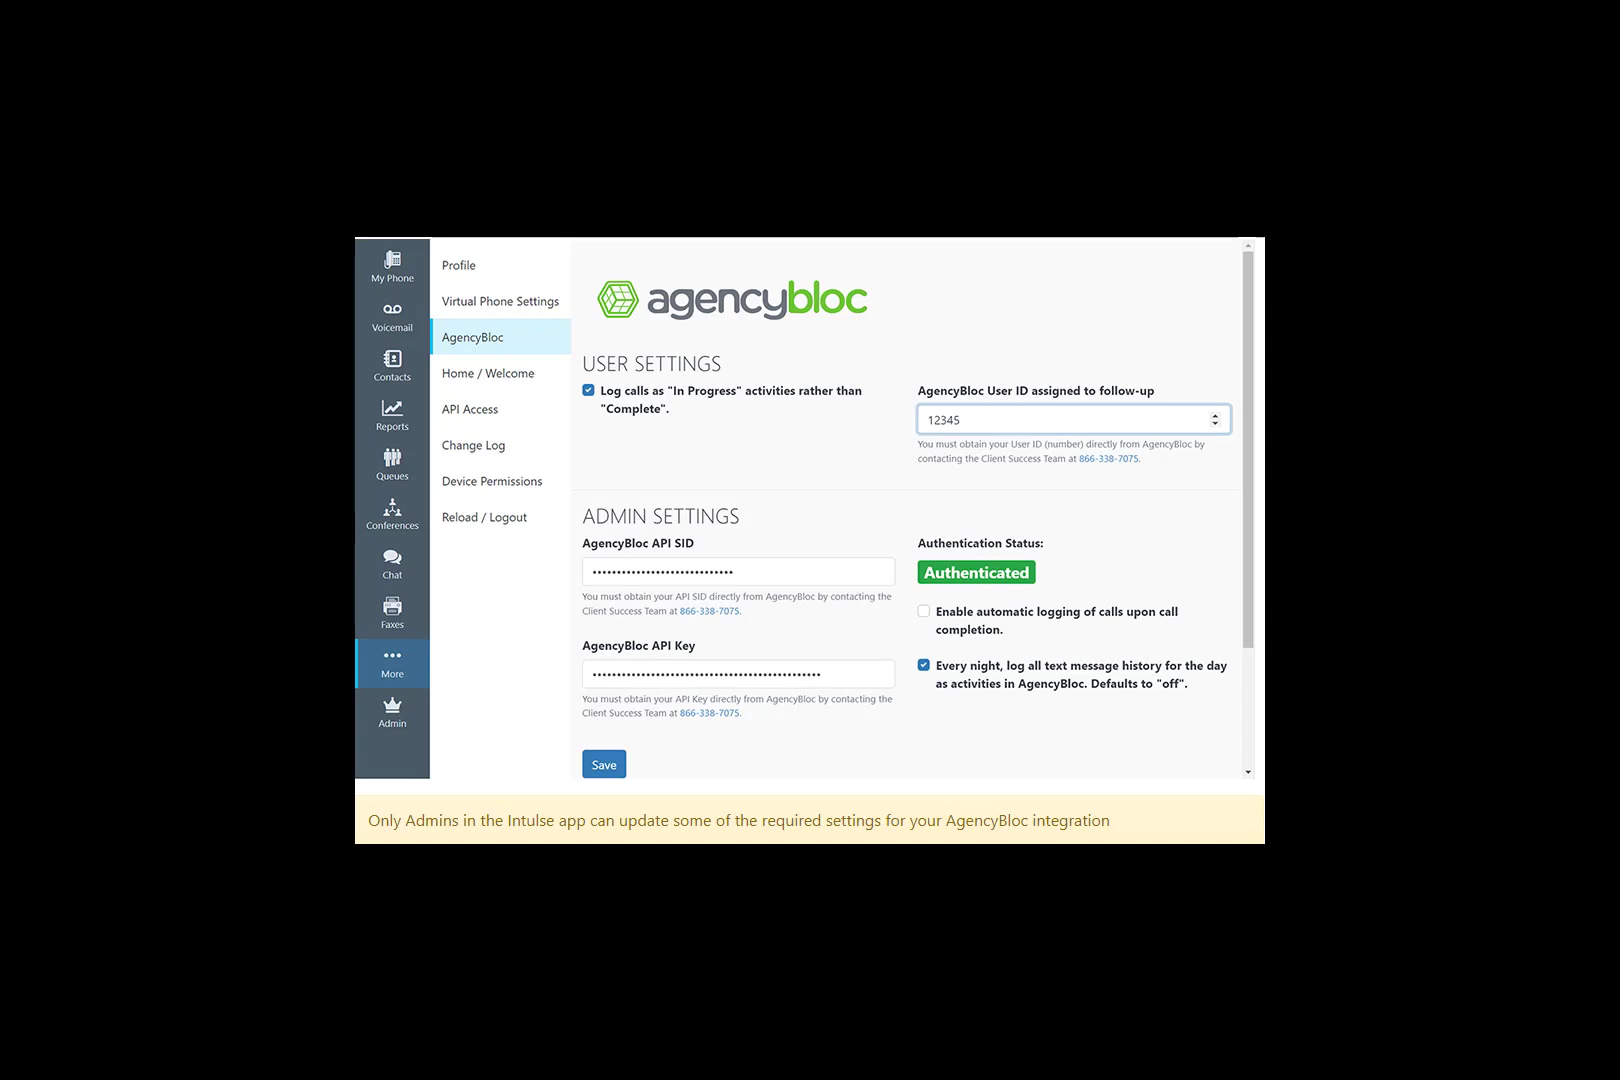 My Phone
Voicemail
Contacts
Reports
Queues
Conferences
Chat
Faxes
More
Admin
Profile
Virtual Phone Settings
AgencyBloc
Home / Welcome
API Access
Change Log
Device Permissions
Reload / Logout
agencybloc
USER SETTINGS
Log calls as "In Progress" activities rather than
"Complete".
AgencyBloc User ID assigned to follow-up
12345
You must obtain your User ID (number) directly from AgencyBloc by
contacting the Client Success Team at 866-338-7075.
ADMIN SETTINGS
AgencyBloc API SID
You must obtain your API SID directly from AgencyBloc by contacting the
Client Success Team at 866-338-7075.
AgencyBloc API Key
You must obtain your API Key directly from AgencyBloc by contacting the
Client Success Team at 866-338-7075.
Authentication Status:
Authenticated
Enable automatic logging of calls upon call
completion.
Every night, log all text message history for the day
as activities in AgencyBloc. Defaults to "off".
Save
Only Admins in the Intulse app can update some of the required settings for your AgencyBloc integration